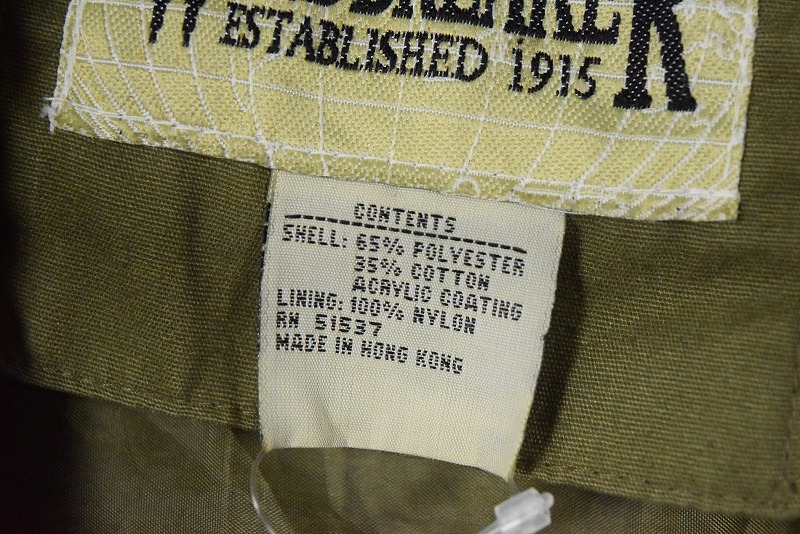 ESTABLISHED 1915
CONTENTS
SHELL: 65% POLYESTER
35% COTTON
ACRYLIC COATING
LINING: 100% NYLON
RN 51537
MADE IN HONG KONG